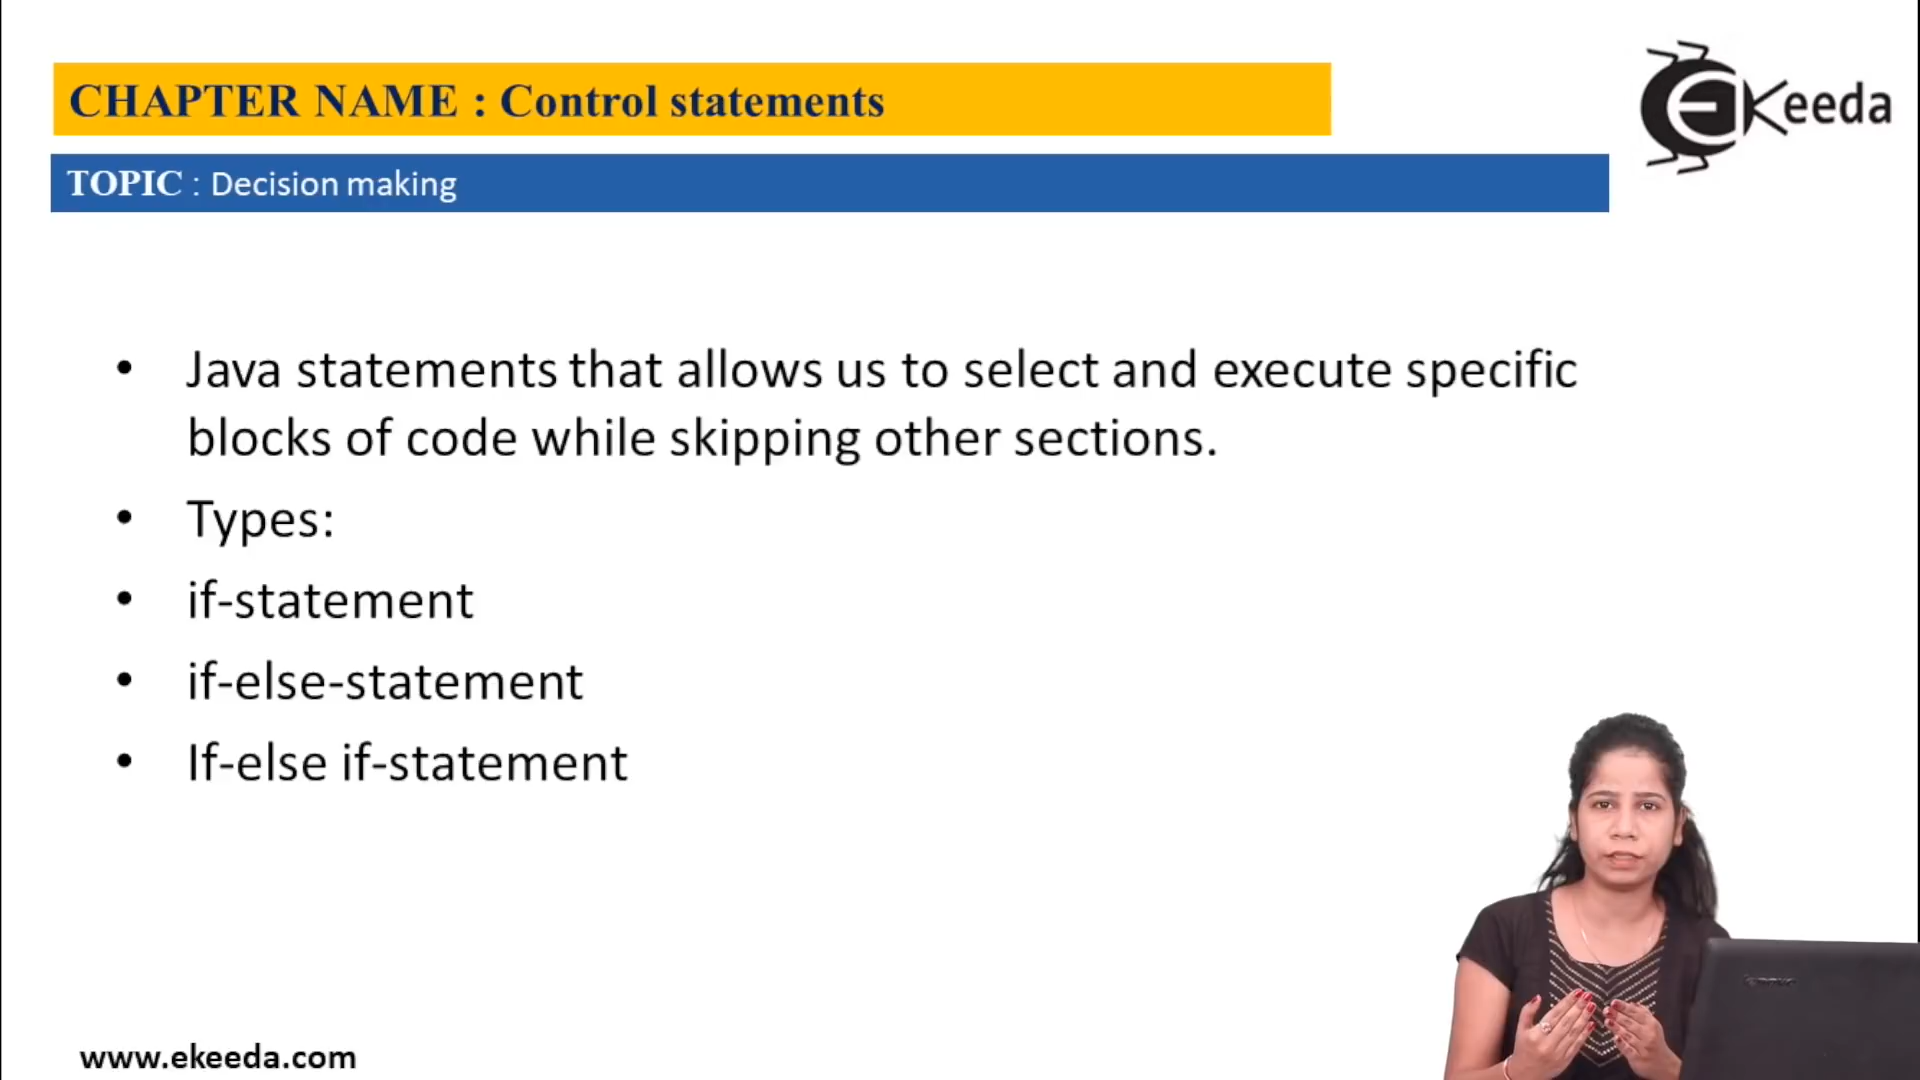 CHAPTER NAME : Control statements
EKeeda
TOPIC : Decision making
• Java statements that allows us to select and execute specific
blocks of code while skipping other sections.
• Types:
• if-statement
• if-else-statement
• If-else if-statement
www.ekeeda.com